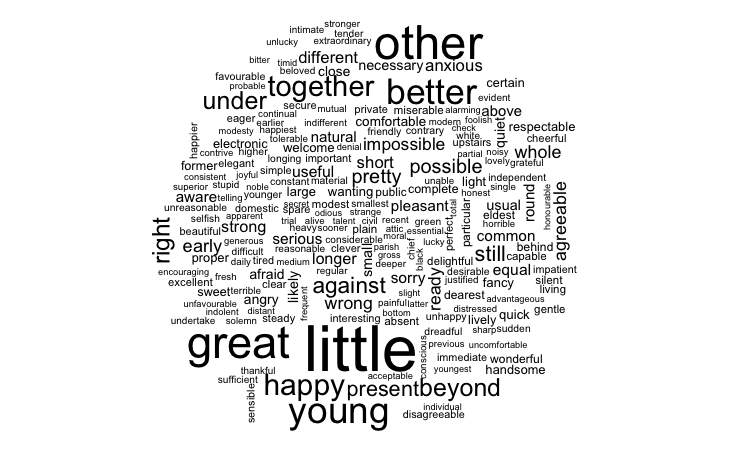 stronger
intimate
tender
unlucky extraordinary
other
bitter timid different
necessary anxious
beloved close
favourable
probable together better certain
evident
under secure mutual private miserable alarming above
eager continual
earlier indifferent comfortable modern foolish quiet respectable
modesty happiest natural friendly contrary check
white cheerful
happier electronic tolerable welcome denial impossible upstairs
contrive higher partial noisy whole
longing important short lovely grateful
former elegant possible
consistent joyful simple useful pretty unable light independent
superior stupid noble constant material
aware telling younger large wanting public complete honest single
secret modest smallest pleasant particular usual round honourable agreeable
unreasonable domestic spare odious strange total eldest
selfish apparent trial alive talent civil recent green perfect horrible
right beautiful strong heavy sooner plain attic essential common
generous serious considerable moral lucky
early reasonable clever parish chief behind
difficult still capable
proper daily tired medium longer small gross black delightful
deeper equal impatient
encouraging fresh afraid regular sorry ready desirable
excellent clear likely against justified fancy silent
sweet terrible slight dearest living
unfavourable angry frequent wrong painful latter advantageous
indolent distant bottom distressed gentle
undertake solemn steady interesting absent unhappy lively quick
sharp sudden
great little dreadful
conscious previous uncomfortable
immediate wonderful
thankful youngest handsome
sufficient acceptable
happy present beyond
sensible young individual
disagreeable